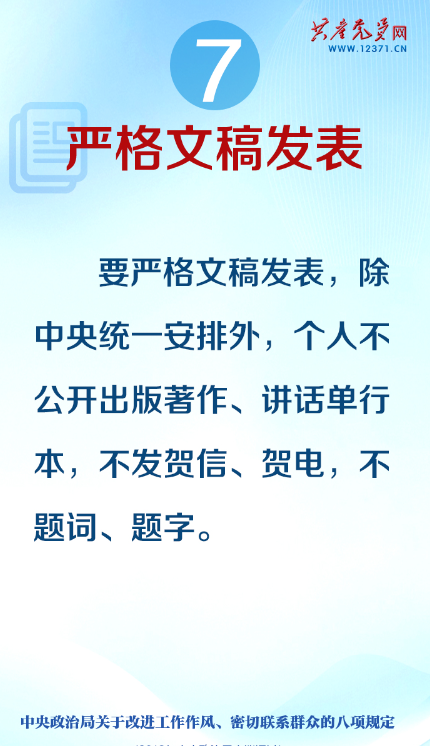 7
共产党员网
WWW.12371.CN
严格文稿发表
要严格文稿发表，除
中央统一安排外，个人不
公开出版著作、讲话单行
本，不发贺信、贺电，不
题词、题字。
中央政治局关于改进工作作风、密切联系群众的八项规定